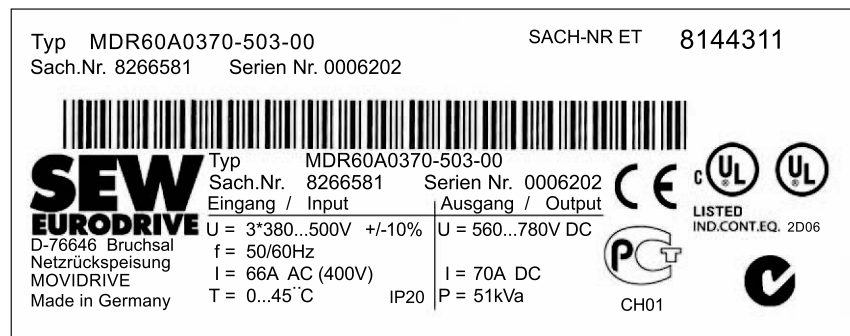 Typ MDR60A0370-503-00 SACH-NR ET 8144311
Sach.Nr. 8266581 Serien Nr. 0006202
SEW
EURODRIVE
D-76646 Bruchsal
Netzrückspeisung
MOVIDRIVE
Made in Germany
Typ MDR60A0370-503-00
Sach.Nr. 8266581 Serien Nr. 0006202
Eingang / Input Ausgang / Output
U = 3*380...500V +/-10% U = 560...780V DC
f = 50/60Hz
I = 66A AC (400V) I = 70A DC
T = 0...45¨C IP20 P = 51kVa
CE
C UL UL
LISTED
IND.CONT.EQ. 2D06
PCT
CH01